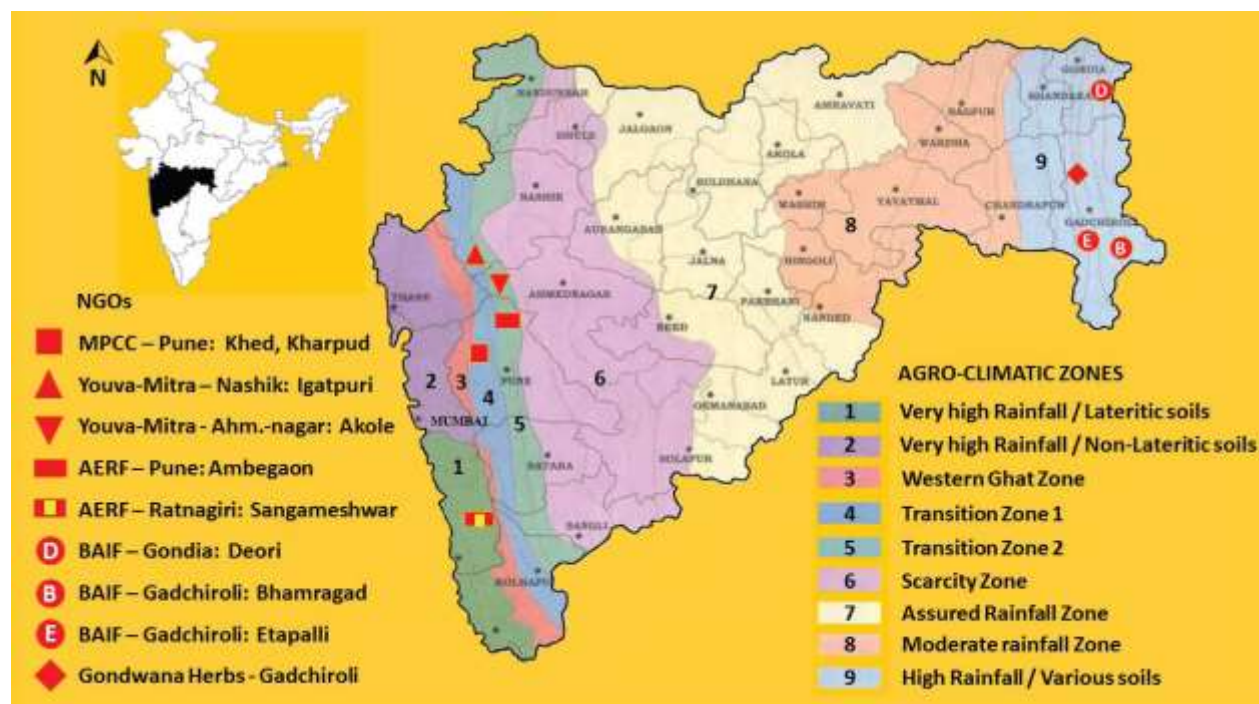 N
NGOs
MPCC – Pune: Khed, Kharpud
Youva-Mitra – Nashik: Igatpuri
Youva-Mitra - Ahm.-nagar: Akole
AERF – Pune: Ambegaon
AERF – Ratnagiri: Sangameshwar
D BAIF – Gondia: Deori
B BAIF – Gadchiroli: Bhamragad
E BAIF – Gadchiroli: Etapalli
Gondwana Herbs - Gadchiroli
NANDURBAR
DHULE
JALGAON
AMRAVATI
NAGPUR
GONDIA
D
WARDHA
AKOLA
BULDHANA
NASHIK
WASHIM
YAVATMAL
9
CHANDRAPUR
GADCHIROLI
E
B
AURANGABAD
8
JALNA
HINGOLI
THANE
AHMEDNAGAR
7
PARBHANI
NANDED
BEED
2
3
4
PUNE
6
LATUR
OSMANABAD
MUMBAI
5
1
SATARA
SOLAPUR
SANGLI
KOLHAPUR
AGRO-CLIMATIC ZONES
1 Very high Rainfall / Lateritic soils
2 Very high Rainfall / Non-Lateritic soils
3 Western Ghat Zone
4 Transition Zone 1
5 Transition Zone 2
6 Scarcity Zone
7 Assured Rainfall Zone
8 Moderate rainfall Zone
9 High Rainfall / Various soils